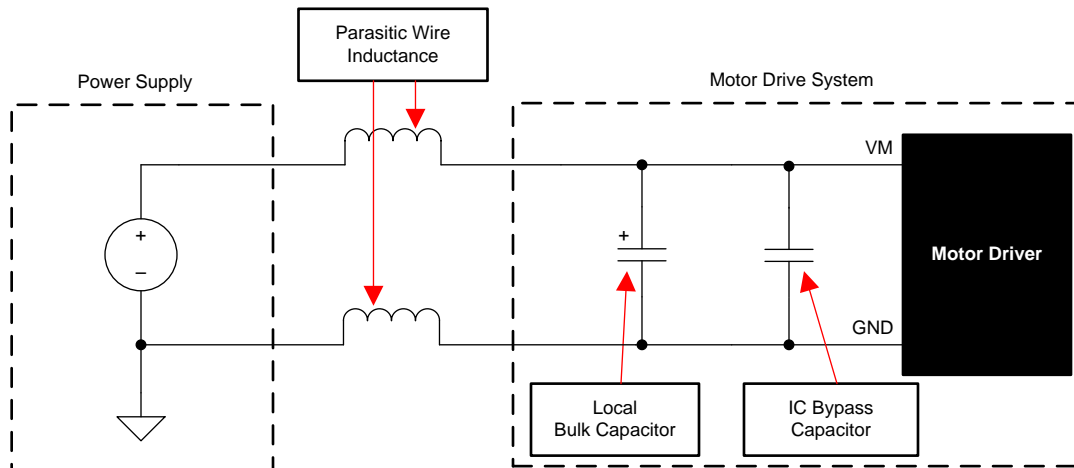 Parasitic Wire
Inductance
Power Supply
Motor Drive System
VM
+
+
–
Motor Driver
GND
Local
Bulk Capacitor
IC Bypass
Capacitor